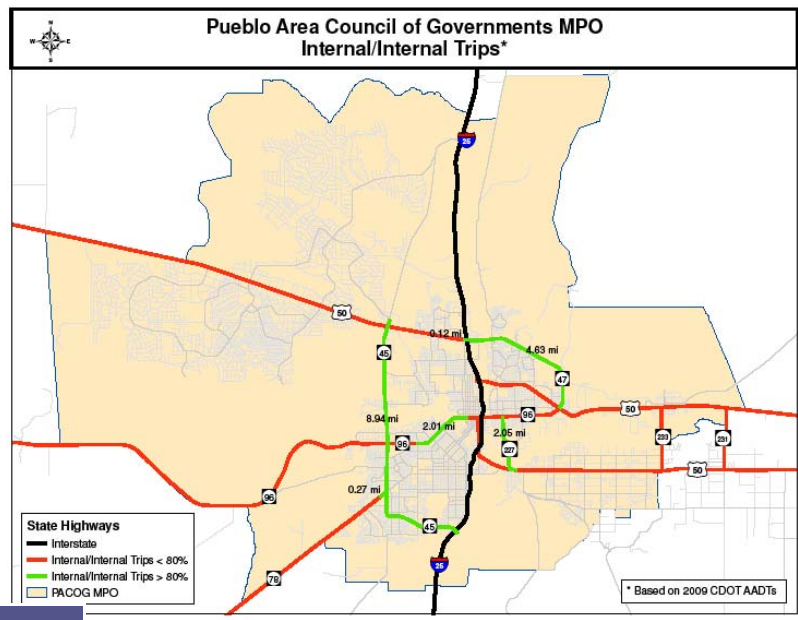 Pueblo Area Council of Governments MPO
Internal/Internal Trips*
N
W E
S
25
50
0.12 mi
4.63 mi
45
47
8.94 mi
2.01 mi
96
50
96
2.05 mi
233
231
227
50
0.27 mi
96
45
78
25
State Highways
Interstate
Internal/Internal Trips < 80%
Internal/Internal Trips > 80%
PACOG MPO
* Based on 2009 CDOT AADTs